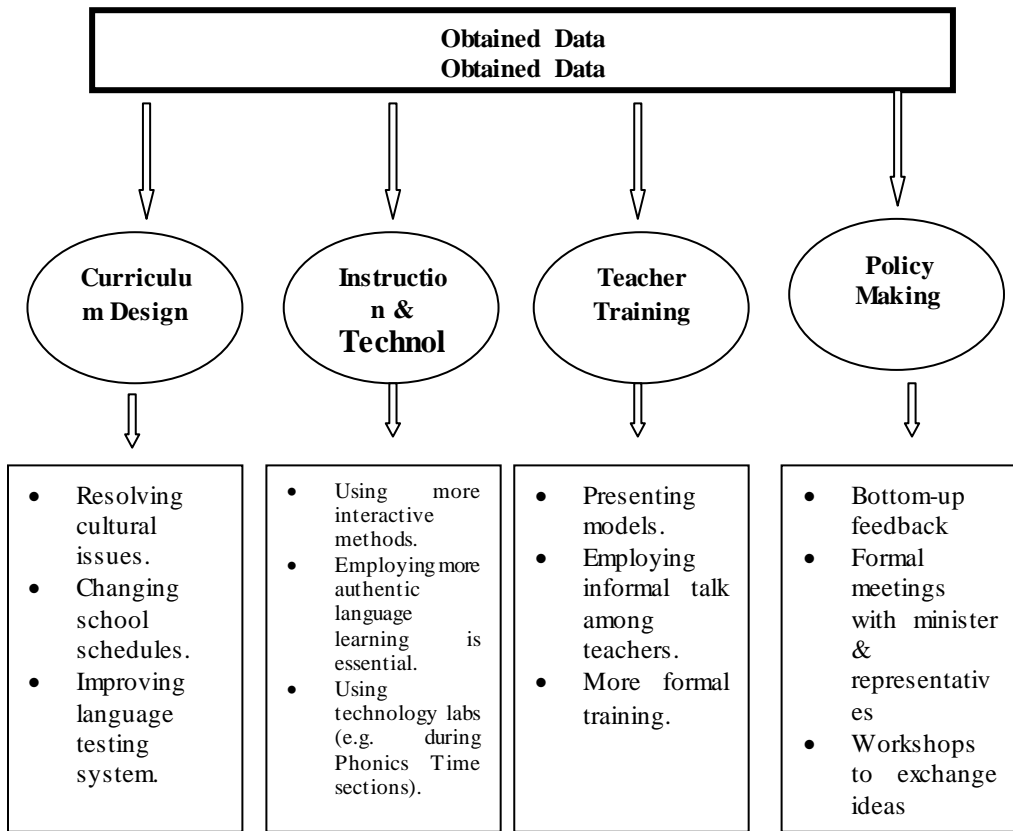 Obtained Data
Obtained Data
Curriculu
m Design
Instructio
n &
Technol
Teacher
Training
Policy
Making
• Resolving
cultural
issues.
• Changing
school
schedules.
• Improving
language
testing
system.
• Using more
interactive
methods.
• Employing more
authentic
language
learning is
essential.
• Using
technology labs
(e.g. during
Phonics Time
sections).
• Presenting
models.
• Employing
informal talk
among
teachers.
• More formal
training.
• Bottom-up
feedback
• Formal
meetings
with minister
&
representativ
es
• Workshops
to exchange
ideas